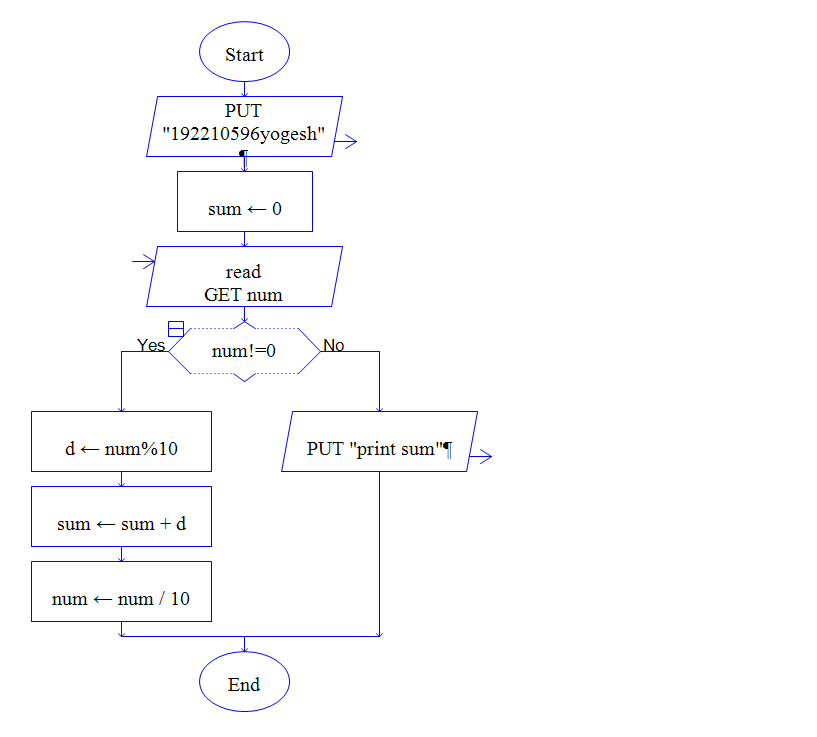 Start
PUT
"192210596yogesh"
¶
sum ← 0
read
GET num
Yes
num!=0
No
d ← num%10
PUT "print sum"¶
sum ← sum + d
num ← num / 10
End